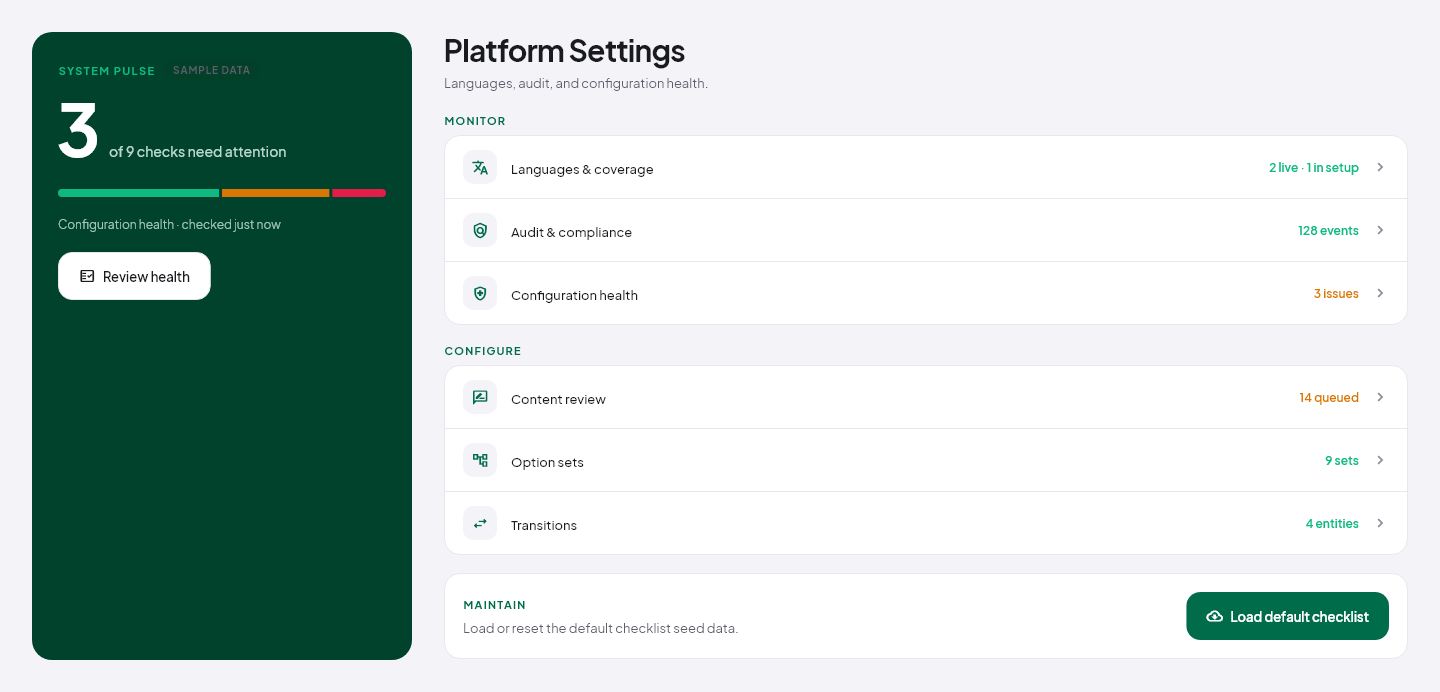 SYSTEM PULSE SAMPLE DATA
3 of 9 checks need attention
Configuration health · checked just now
Review health
Platform Settings
Languages, audit, and configuration health.
MONITOR
Languages & coverage 2 live · 1 in setup
Audit & compliance 128 events
Configuration health 3 issues
CONFIGURE
Content review 14 queued
Option sets 9 sets
Transitions 4 entities
MAINTAIN
Load or reset the default checklist seed data.
Load default checklist